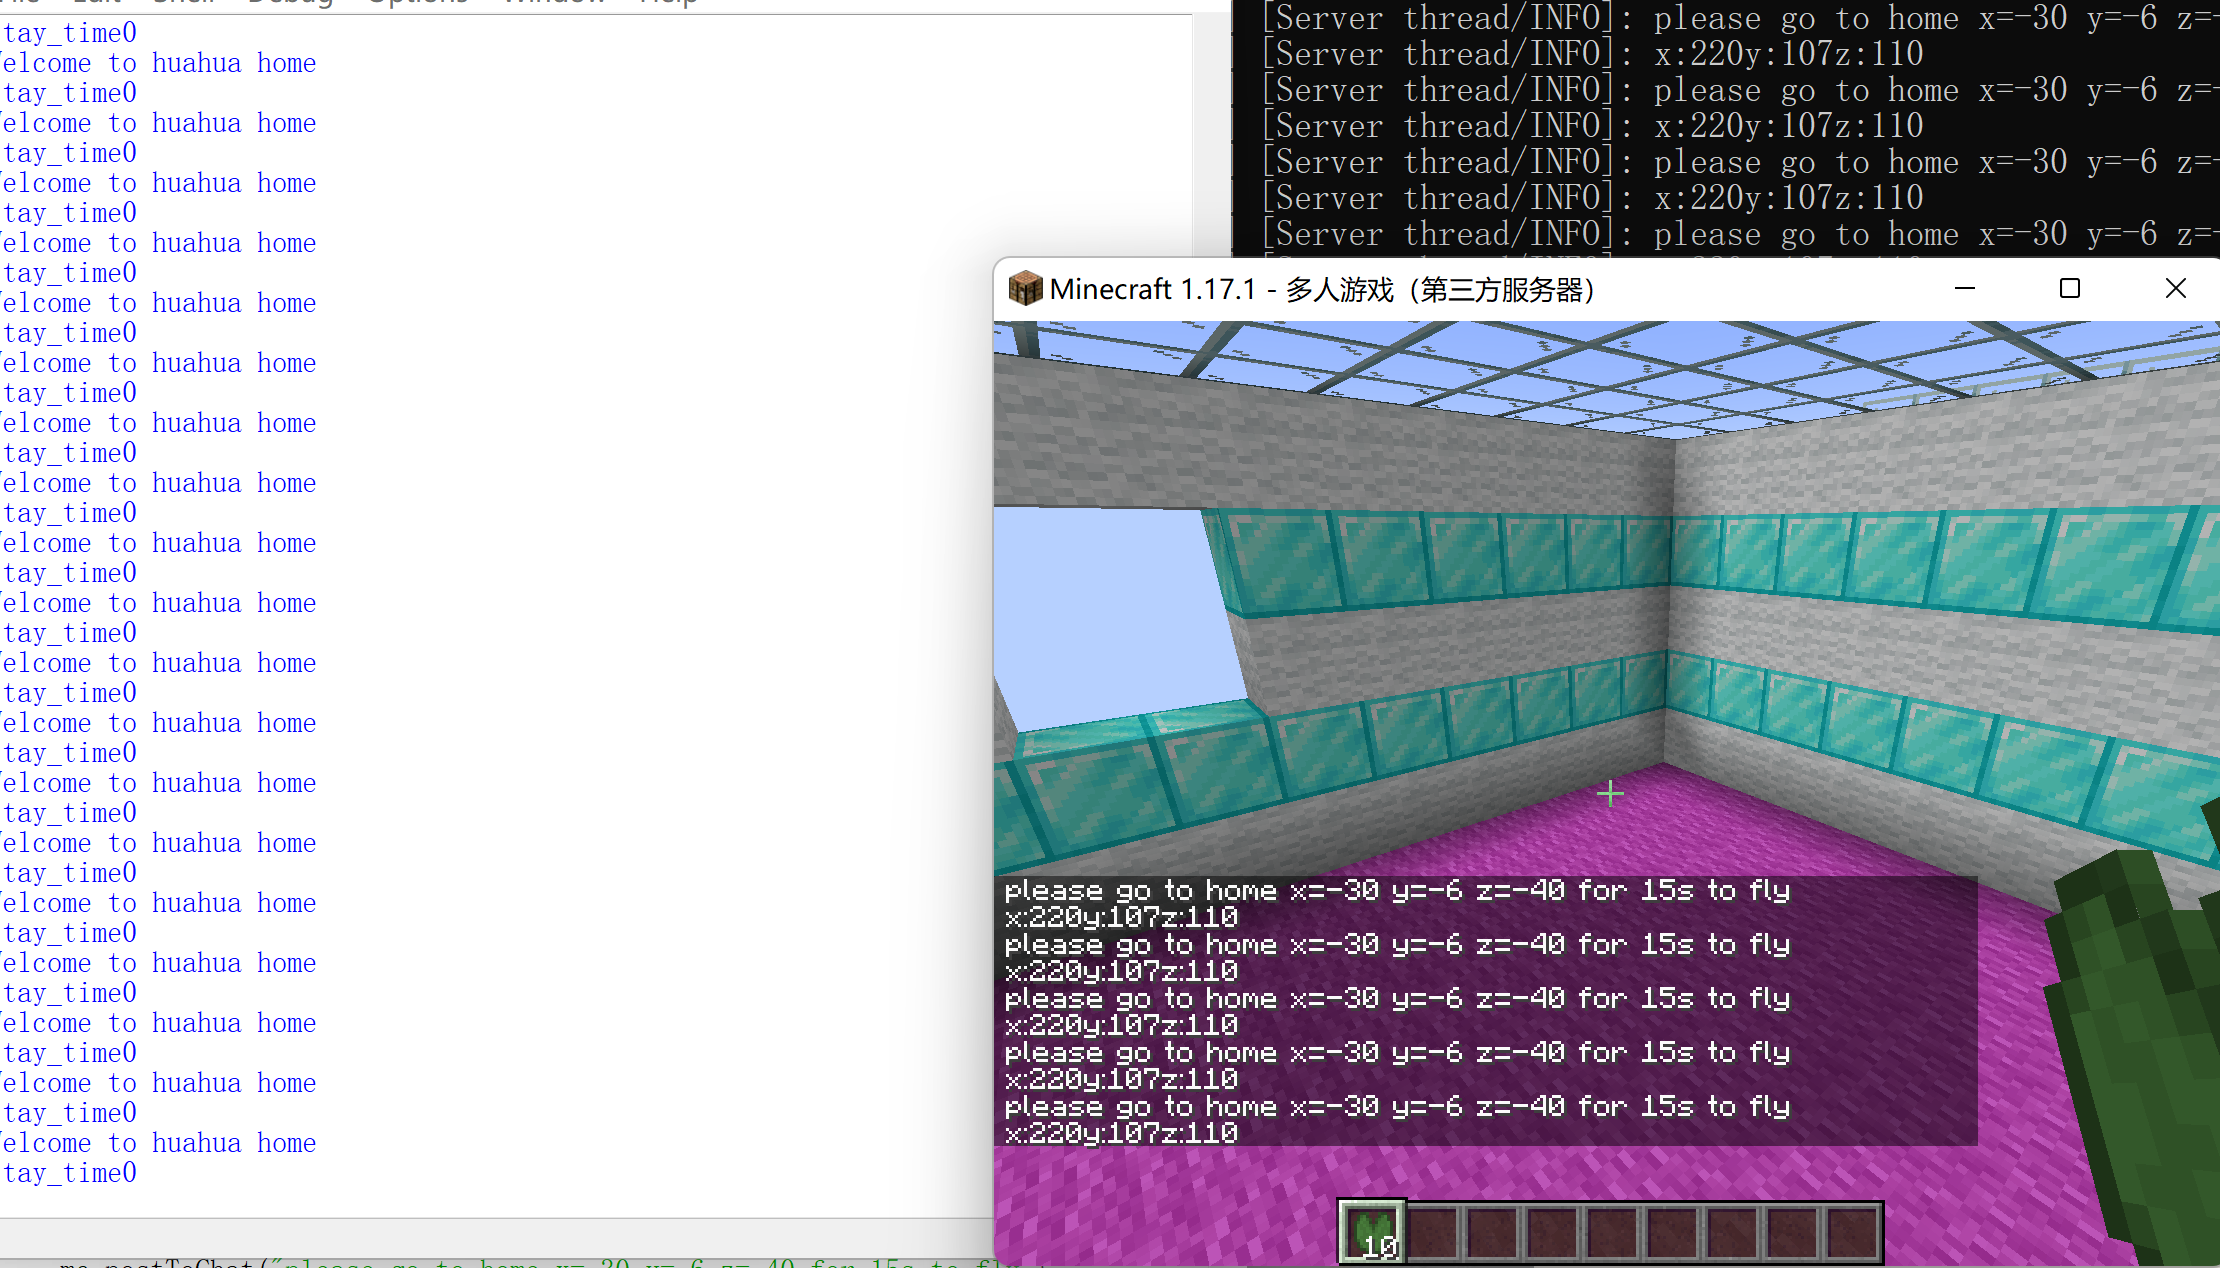 File Edit Shell Debug Options Window Help
tay_time0
elcome to huahua home
tay_time0
elcome to huahua home
tay_time0
elcome to huahua home
tay_time0
elcome to huahua home
tay_time0
elcome to huahua home
tay_time0
elcome to huahua home
tay_time0
elcome to huahua home
tay_time0
elcome to huahua home
tay_time0
elcome to huahua home
tay_time0
elcome to huahua home
tay_time0
elcome to huahua home
tay_time0
elcome to huahua home
tay_time0
elcome to huahua home
tay_time0
elcome to huahua home
tay_time0
elcome to huahua home
tay_time0
elcome to huahua home
tay_time0
elcome to huahua home
tay_time0
elcome to huahua home
tay_time0
elcome to huahua home
tay_time0
mc.postToChat("please go to home x=-30 y=-6 z=-40 for 15s to fly
[Server thread/INFO]: please go to home x=-30 y=-6 z=-
[Server thread/INFO]: x:220y:107z:110
[Server thread/INFO]: please go to home x=-30 y=-6 z=-
[Server thread/INFO]: x:220y:107z:110
[Server thread/INFO]: please go to home x=-30 y=-6 z=-
[Server thread/INFO]: x:220y:107z:110
[Server thread/INFO]: please go to home x=-30 y=-6 z=-
Minecraft 1.17.1 - 多人游戏（第三方服务器）
please go to home x=-30 y=-6 z=-40 for 15s to fly
x:220y:107z:110
please go to home x=-30 y=-6 z=-40 for 15s to fly
x:220y:107z:110
please go to home x=-30 y=-6 z=-40 for 15s to fly
x:220y:107z:110
please go to home x=-30 y=-6 z=-40 for 15s to fly
x:220y:107z:110
please go to home x=-30 y=-6 z=-40 for 15s to fly
x:220y:107z:110
10